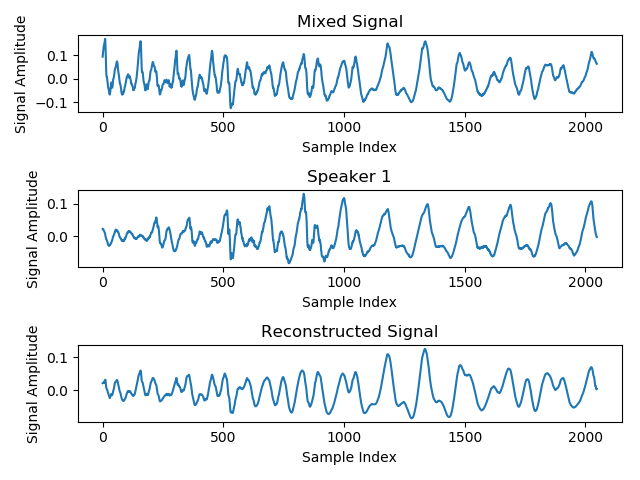 Mixed Signal
Signal Amplitude
0.1
0.0
−0.1
0 500 1000 1500 2000
Sample Index
Speaker 1
Signal Amplitude
0.1
0.0
0 500 1000 1500 2000
Sample Index
Reconstructed Signal
Signal Amplitude
0.1
0.0
0 500 1000 1500 2000
Sample Index